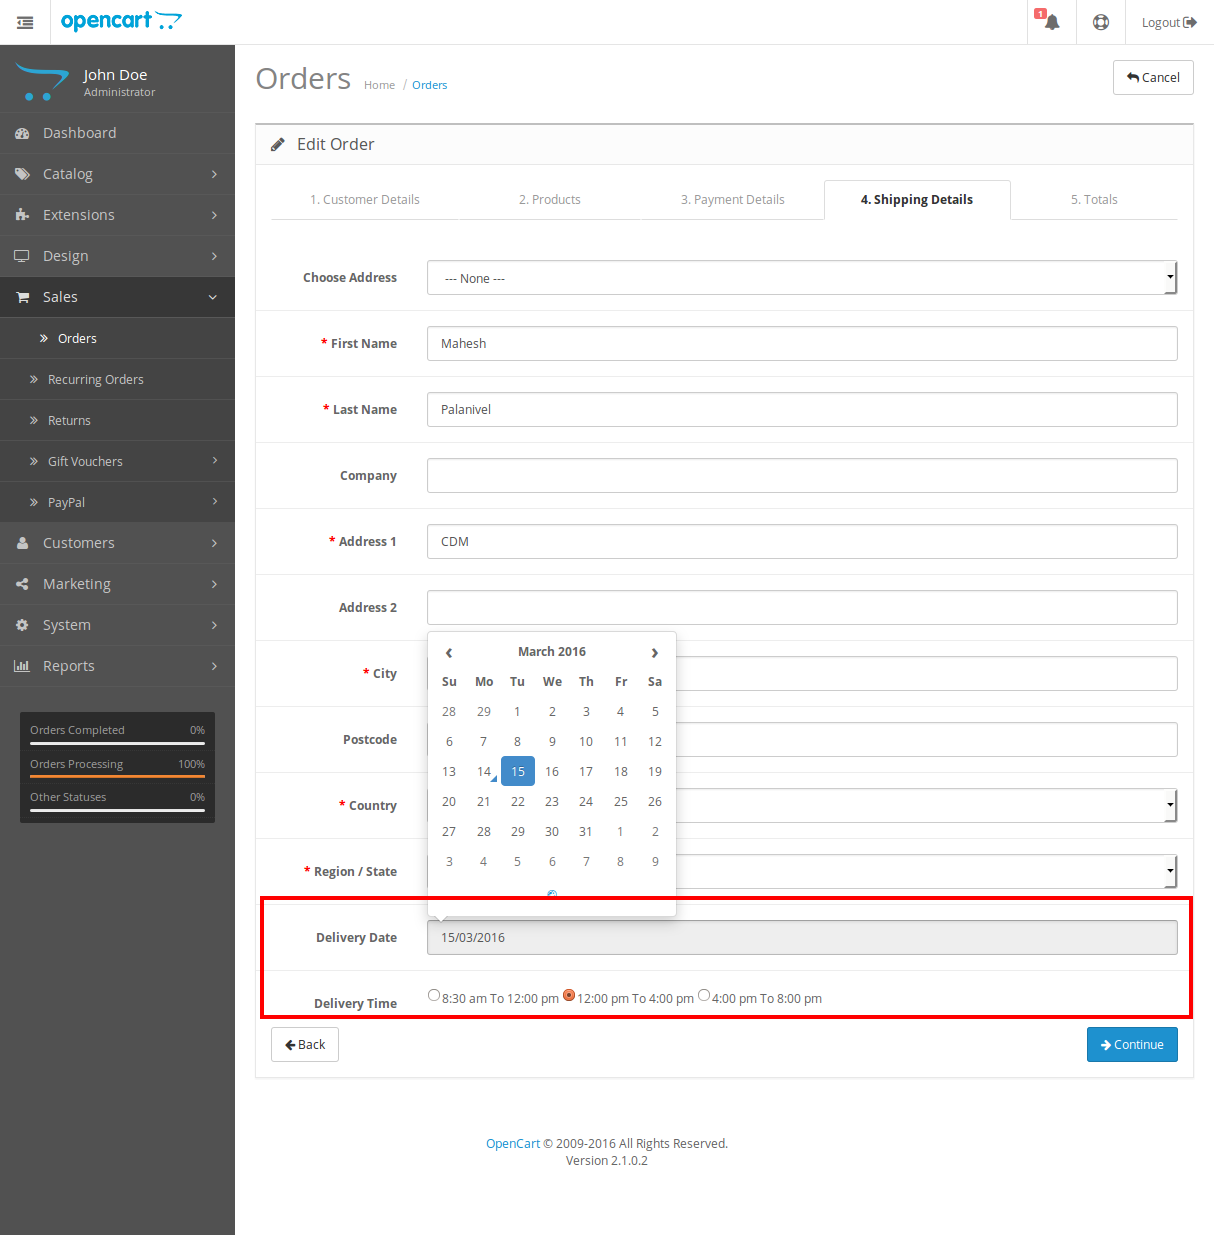 opencart
1
Logout
John Doe
Administrator
Dashboard
Catalog
Extensions
Design
Sales
Orders
Recurring Orders
Returns
Gift Vouchers
PayPal
Customers
Marketing
System
Reports
Orders Completed 0%
Orders Processing 100%
Other Statuses 0%
Orders Home / Orders
Cancel
Edit Order
1. Customer Details 2. Products 3. Payment Details 4. Shipping Details 5. Totals
Choose Address --- None ---
* First Name Mahesh
* Last Name Palanivel
Company
* Address 1 CDM
Address 2
* City
Postcode
* Country
* Region / State
‹ March 2016 ›
Su Mo Tu We Th Fr Sa
28 29 1 2 3 4 5
6 7 8 9 10 11 12
13 14 15 16 17 18 19
20 21 22 23 24 25 26
27 28 29 30 31 1 2
3 4 5 6 7 8 9
Delivery Date 15/03/2016
Delivery Time 8:30 am To 12:00 pm 12:00 pm To 4:00 pm 4:00 pm To 8:00 pm
Back
Continue
OpenCart © 2009-2016 All Rights Reserved.
Version 2.1.0.2